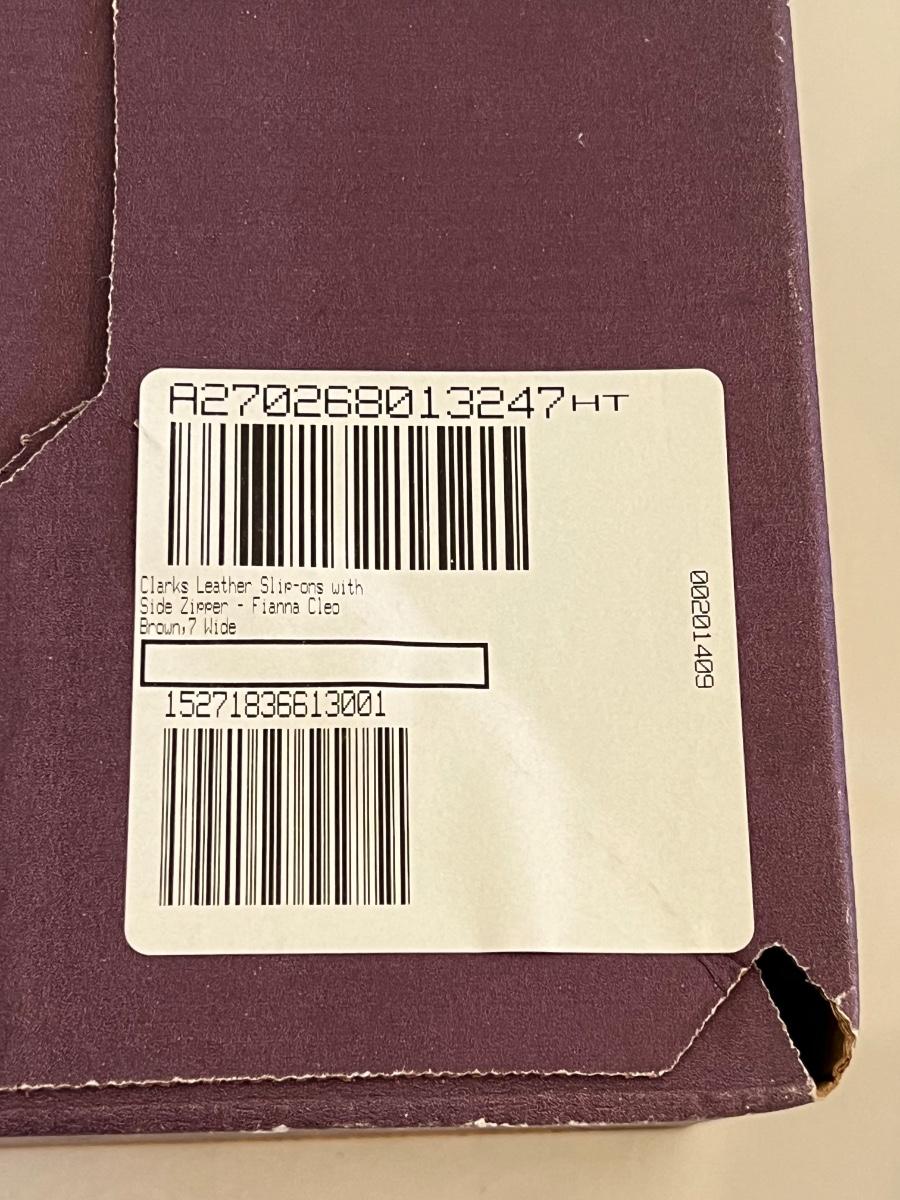 A270268013247HT
Clarks Leather Slip-ons with
Side Zipper - Fianna Cleo
Brown,7 Wide
15271836613001
00201409